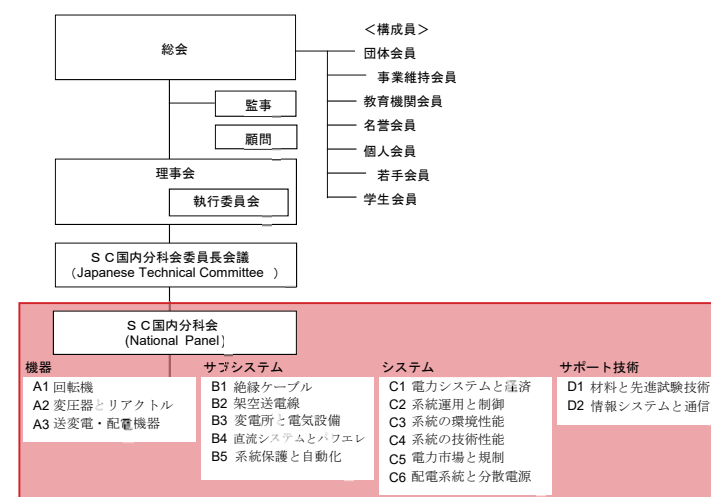 総会
＜構成員＞
団体会員
事業維持会員
教育機関会員
名誉会員
個人会員
若手会員
学生会員
監事
顧問
理事会
執行委員会
ＳＣ国内分科会委員長会議
（Japanese Technical Committee ）
ＳＣ国内分科会
（National Panel）
機器
A1 回転機
A2 変圧器とリアクトル
A3 送変電・配電機器
サブシステム
B1 絶縁ケーブル
B2 架空送電線
B3 変電所と電気設備
B4 直流システムとパワエレ
B5 系統保護と自動化
システム
C1 電力システムと経済
C2 系統運用と制御
C3 系統の環境性能
C4 系統の技術性能
C5 電力市場と規制
C6 配電系統と分散電源
サポート技術
D1 材料と先進試験技術
D2 情報システムと通信